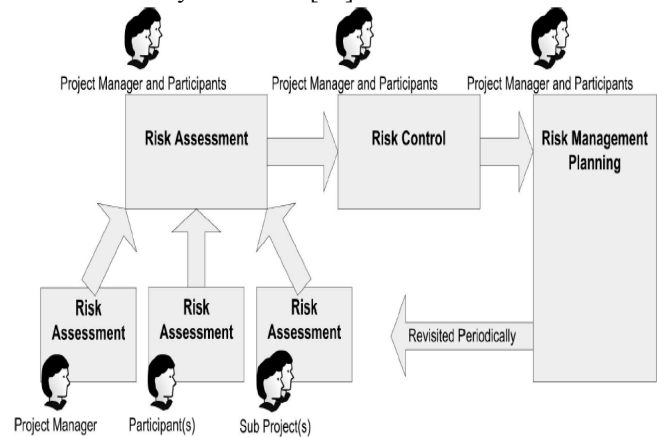 Project Manager and Participants
Project Manager and Participants
Project Manager and Participants
Risk Assessment
Risk Control
Risk Management
Planning
Risk
Assessment
Risk
Assessment
Risk
Assessment
Revisited Periodically
Project Manager
Participant(s)
Sub Project(s)